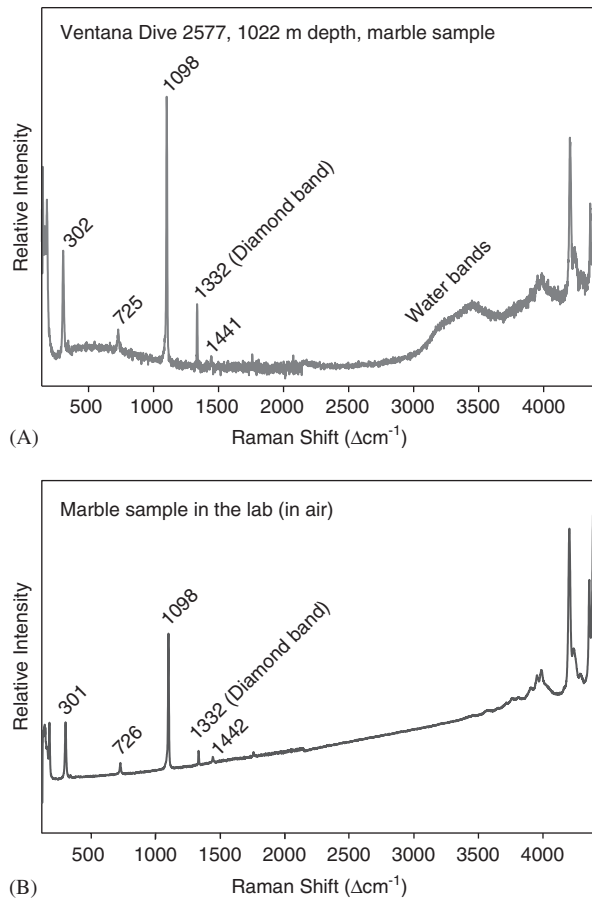 Ventana Dive 2577, 1022 m depth, marble sample
1098
Relative Intensity
302
725
1332 (Diamond band)
1441
Water bands
500 1000 1500 2000 2500 3000 3500 4000
(A)
Raman Shift (Δcm⁻¹)
Marble sample in the lab (in air)
Relative Intensity
1098
301
726
1332 (Diamond band)
1442
500 1000 1500 2000 2500 3000 3500 4000
(B)
Raman Shift (Δcm⁻¹)